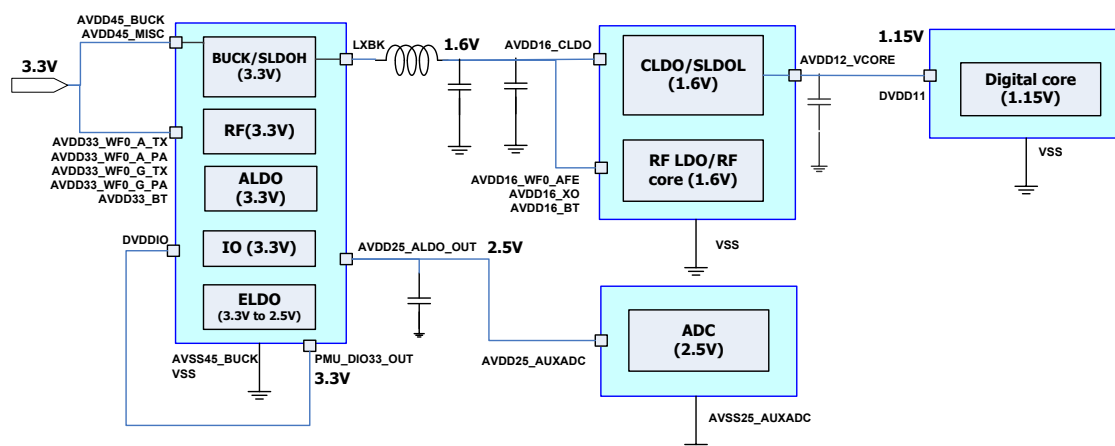 AVDD45_BUCK
AVDD45_MISC
3.3V
BUCK/SLDOH
(3.3V)
RF(3.3V)
ALDO
(3.3V)
IO (3.3V)
ELDO
(3.3V to 2.5V)
AVDD33_WF0_A_TX
AVDD33_WF0_A_PA
AVDD33_WF0_G_TX
AVDD33_WF0_G_PA
AVDD33_BT
DVDDIO
AVSS45_BUCK
VSS
PMU_DIO33_OUT
3.3V
LXBK
1.6V
AVDD16_CLDO
CLDO/SLDOL
(1.6V)
RF LDO/RF
core (1.6V)
AVDD16_WF0_AFE
AVDD16_XO
AVDD16_BT
VSS
AVDD25_ALDO_OUT
2.5V
AVDD25_AUXADC
ADC
(2.5V)
AVSS25_AUXADC
AVDD12_VCORE
1.15V
DVDD11
Digital core
(1.15V)
VSS